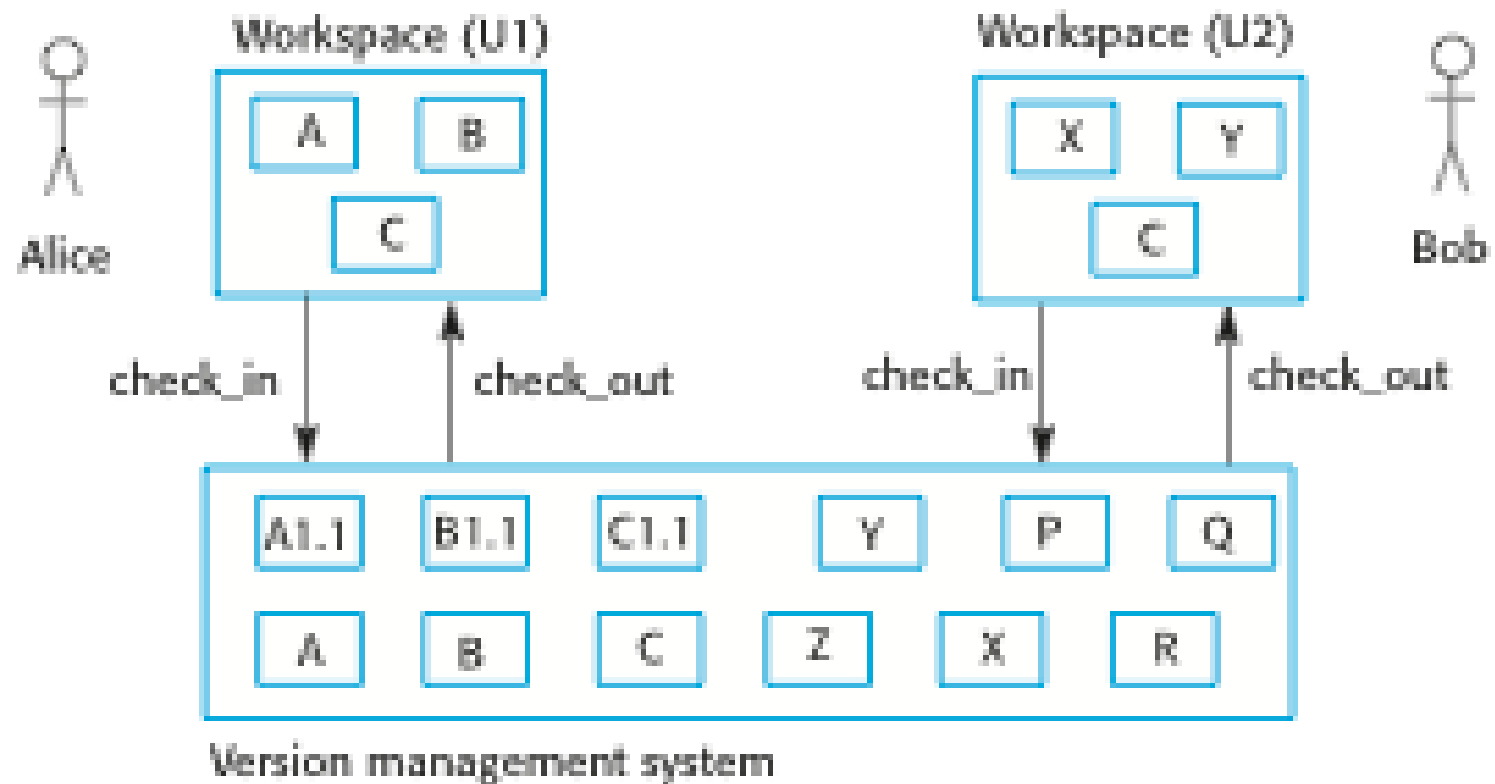 Workspace (U1)
Workspace (U2)
A
B
X
Y
C
C
Alice
Bob
check_in
check_out
check_in
check_out
A1.1
B1.1
C1.1
Y
P
Q
A
B
C
Z
X
R
Version management system